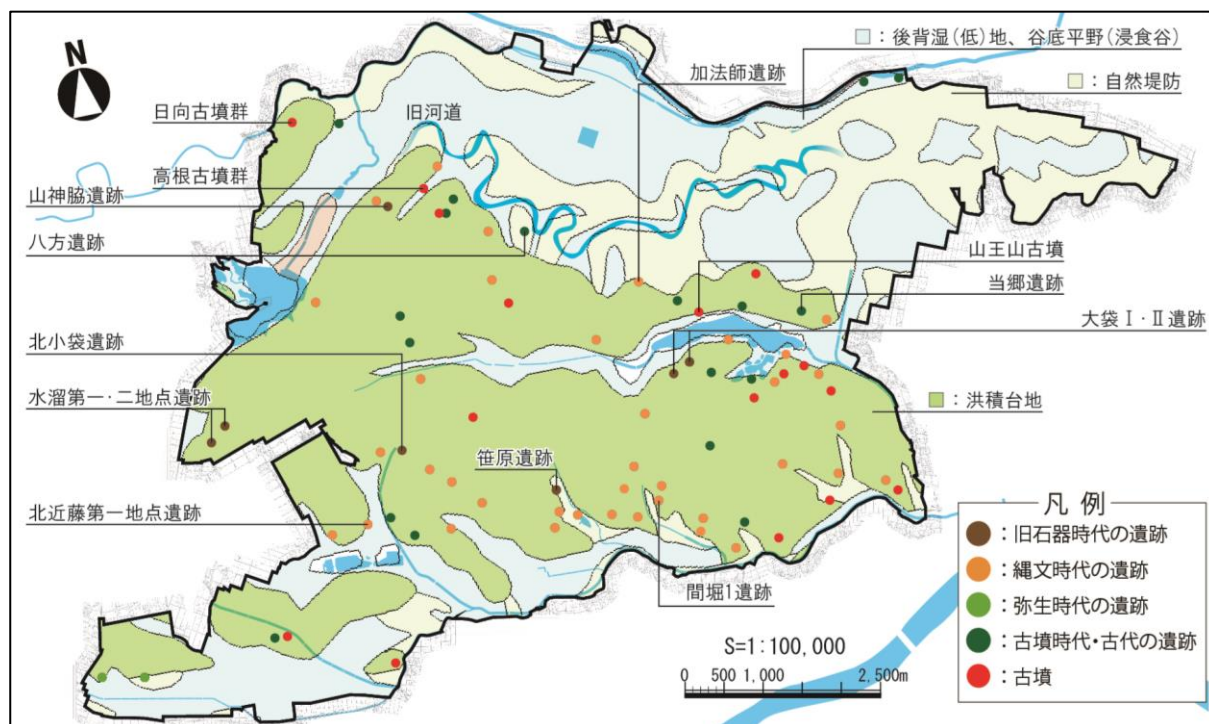 N
□：後背湿(低)地、谷底平野(浸食谷)
加法師遺跡
□：自然堤防
日向古墳群
旧河道
高根古墳群
山神脇遺跡
八方遺跡
山王山古墳
当郷遺跡
大袋Ⅰ・Ⅱ遺跡
北小袋遺跡
水溜第一・二地点遺跡
■：洪積台地
笹原遺跡
北近藤第一地点遺跡
間堀1遺跡
凡例
●：旧石器時代の遺跡
●：縄文時代の遺跡
●：弥生時代の遺跡
●：古墳時代・古代の遺跡
●：古墳
S=1:100,000
0 500 1,000 2,500m